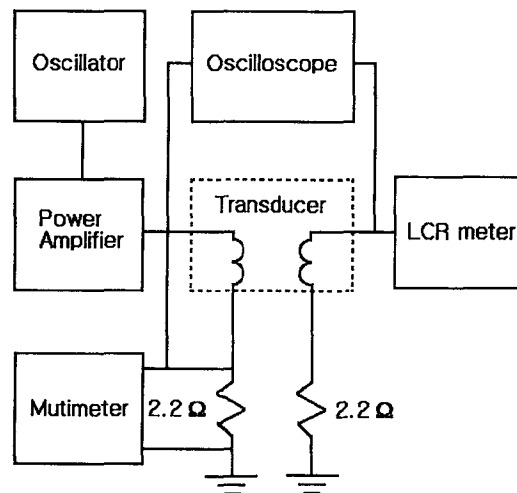 Oscillator
Oscilloscope
Power
Amplifier
Transducer
LCR meter
Mutimeter
2.2 Ω
2.2 Ω